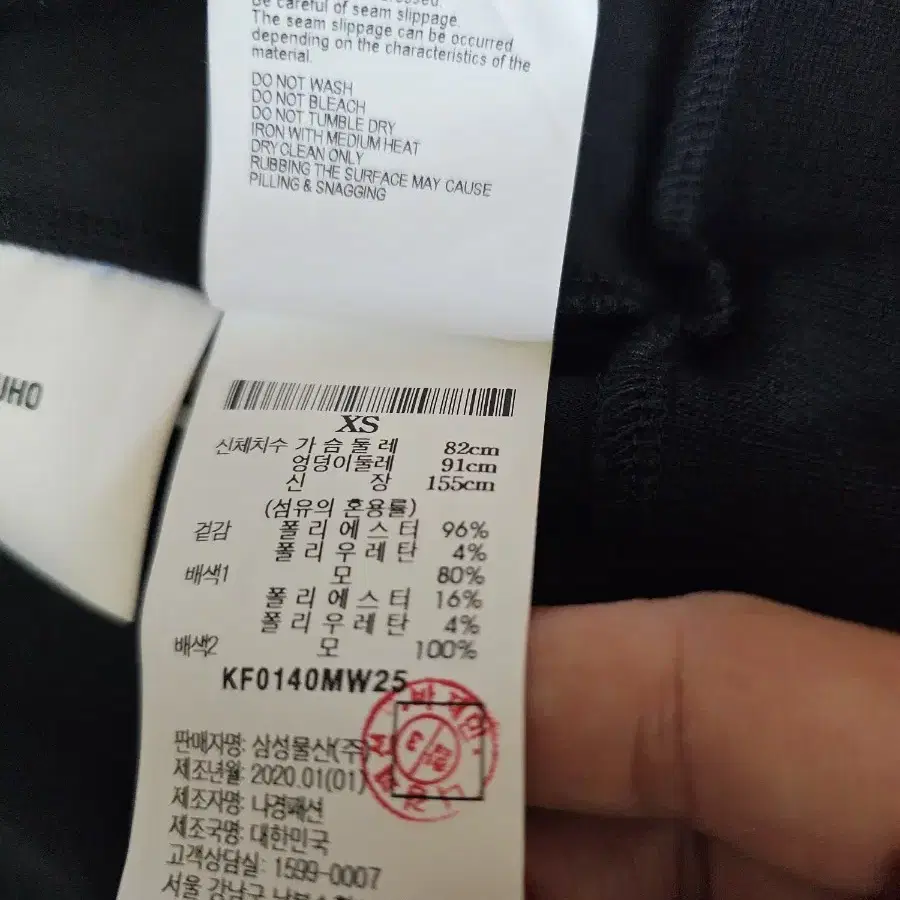 Be careful of seam slippage.
The seam slippage can be occurred
depending on the characteristics of the
material.
DO NOT WASH
DO NOT BLEACH
DO NOT TUMBLE DRY
IRON WITH MEDIUM HEAT
DRY CLEAN ONLY
RUBBING THE SURFACE MAY CAUSE
PILLING & SNAGGING
XS
신체치수 가슴둘레 82cm
엉덩이둘레 91cm
신장 155cm
(섬유의 혼용률)
겉감 폴리에스터 96%
폴리우레탄 4%
배색1 모 80%
폴리에스터 16%
폴리우레탄 4%
배색2 모 100%
KF0140MW25
판매자명: 삼성물산(주)
제조년월: 2020.01(01)
제조자명: 나경패션
제조국명: 대한민국
고객상담실: 1599-0007
서울 강남구